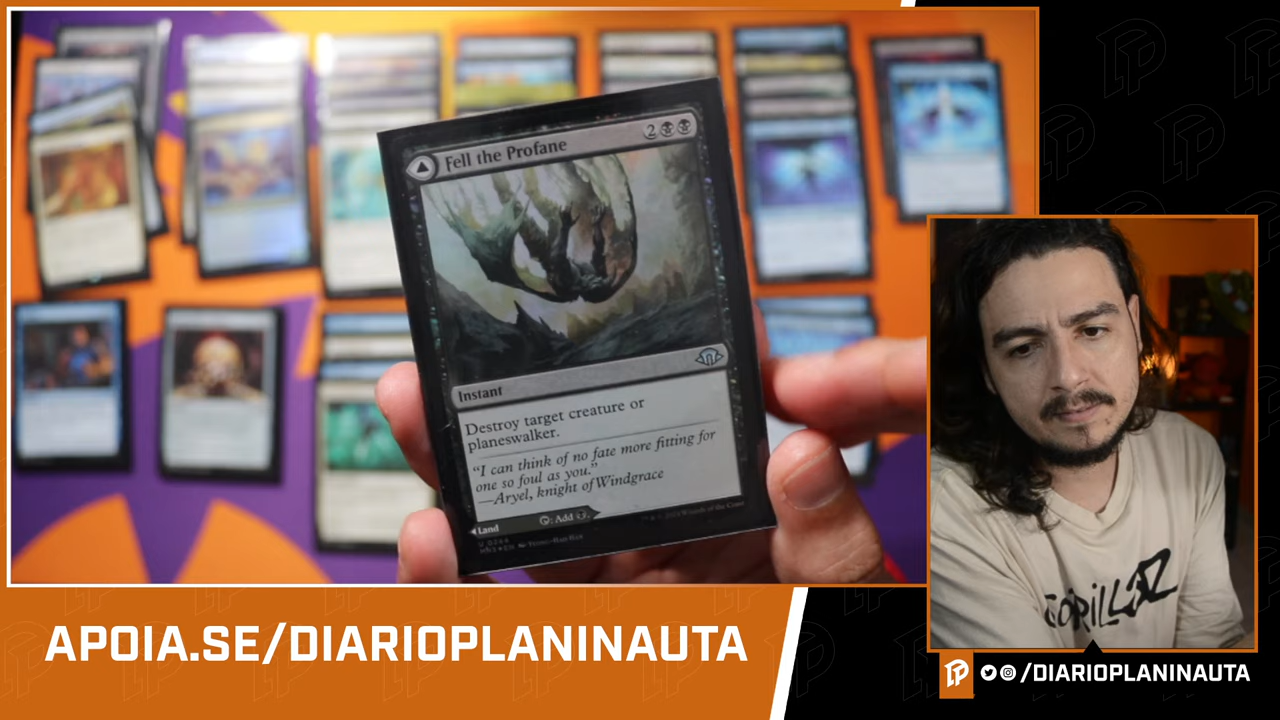 Fell the Profane
2
Instant
Destroy target creature or
planeswalker.
"I can think of no fate more fitting for
one so foul as you."
—Aryel, knight of Windgrace
Land
: Add
GORILLAZ
APOIA.SE/DIARIOPLANINAUTA
/DIARIOPLANINAUTA